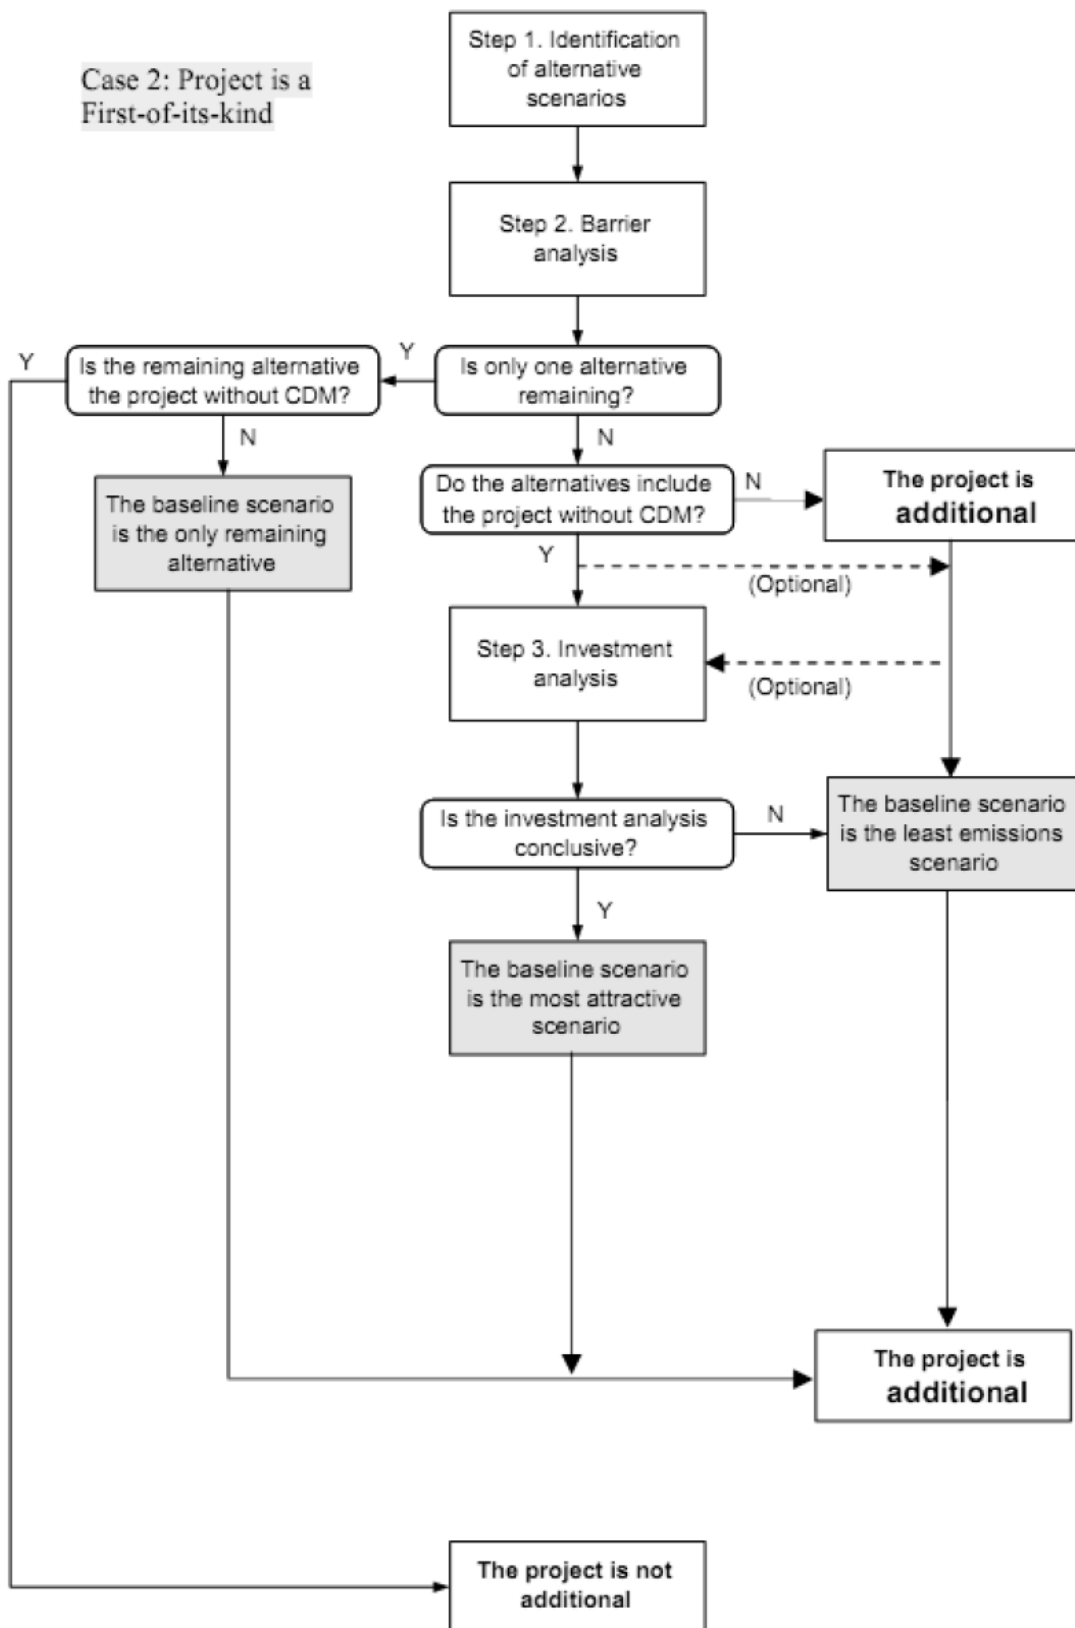 Case 2: Project is a
First-of-its-kind
Step 1. Identification
of alternative
scenarios
Step 2. Barrier
analysis
Y
Is the remaining alternative
the project without CDM?
Y
Is only one alternative
remaining?
N
N
The baseline scenario
is the only remaining
alternative
Do the alternatives include
the project without CDM?
N
The project is
additional
Y
(Optional)
Step 3. Investment
analysis
(Optional)
Is the investment analysis
conclusive?
N
The baseline scenario
is the least emissions
scenario
Y
The baseline scenario
is the most attractive
scenario
The project is
additional
The project is not
additional